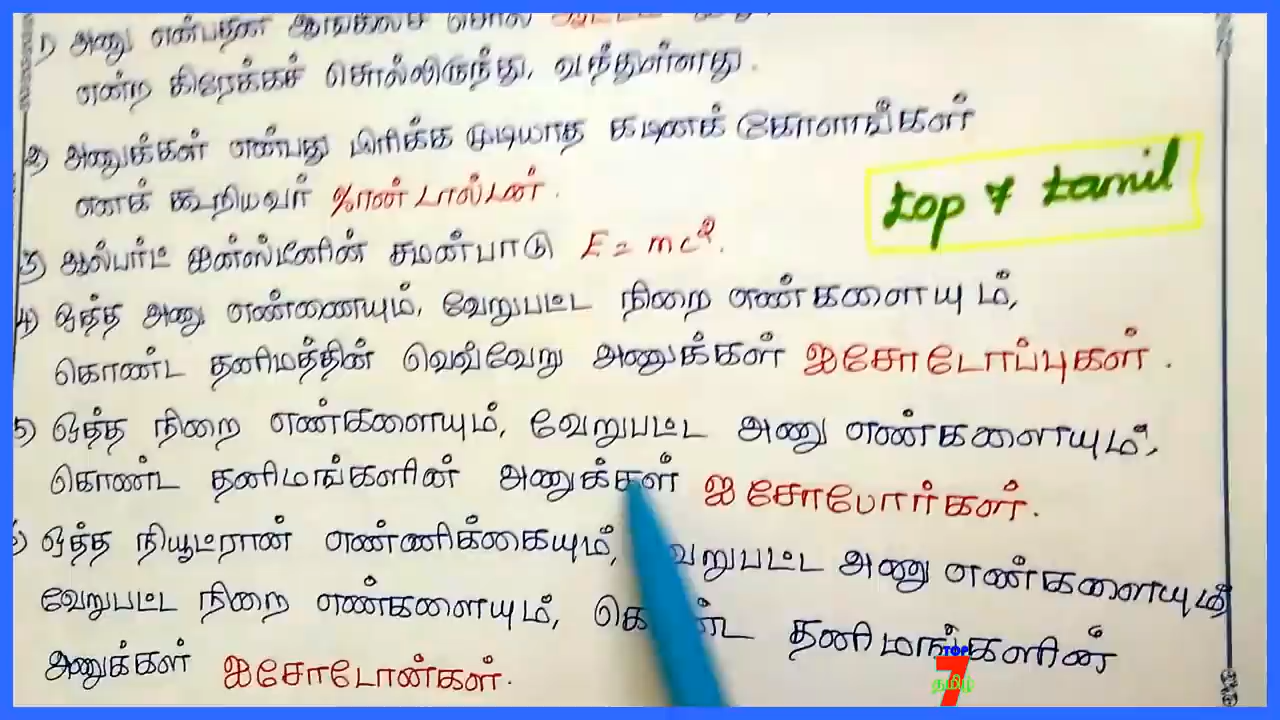 1) அணு என்பதன் ஆங்கிலச் சொல்
என்ற கிரேக்கச் சொல்லிருந்து, வந்துள்ளது.
2) அணுக்கள் என்பது பிரிக்க முடியாத கடினக் கோளங்கள்
எனக் கூறியவர் ஜான் டால்டன்.
3) ஆல்பர்ட் ஐன்ஸ்டீனின் சமன்பாடு E = mc².
4) ஒத்த அணு எண்ணையும், வேறுபட்ட நிறை எண்களையும்,
கொண்ட தனிமத்தின் வெவ்வேறு அணுக்கள் ஐசோடோப்புகள்.
5) ஒத்த நிறை எண்களையும், வேறுபட்ட அணு எண்களையும்,
கொண்ட தனிமங்களின் அணுக்கள் ஐசோபோர்கள்.
6) ஒத்த நியூட்ரான் எண்ணிக்கையும், வேறுபட்ட அணு எண்களையும்
வேறுபட்ட நிறை எண்களையும், கொண்ட தனிமங்களின்
அணுக்கள் ஐசோடோன்கள்.
top 7 tamil
TOP
7
தமிழ்